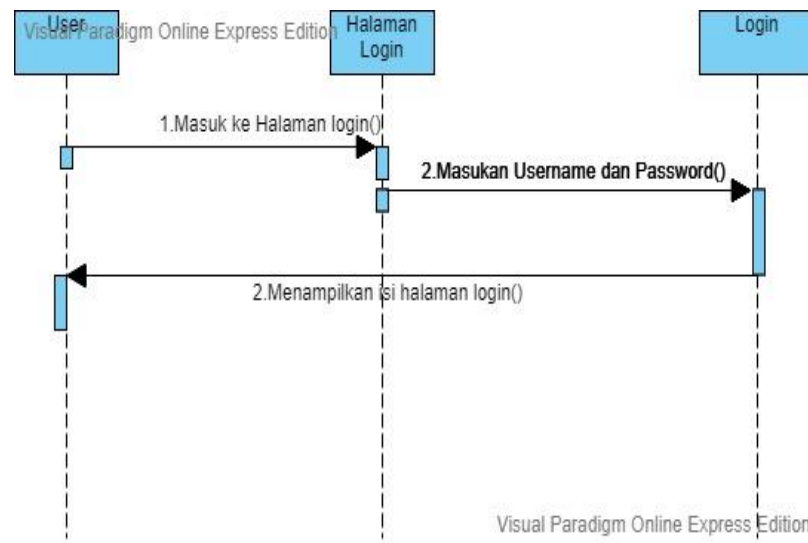 User
Visual Paradigm Online Express Edition
Halaman
Login
Login
1.Masuk ke Halaman login()
2.Masukan Username dan Password()
2.Menampilkan isi halaman login()
Visual Paradigm Online Express Edition